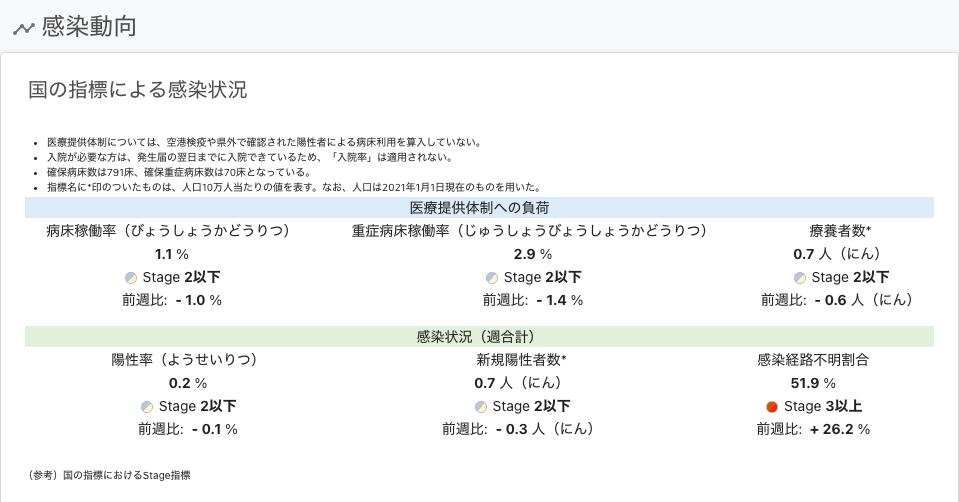 感染動向
国の指標による感染状況
• 医療提供体制については、空港検疫や県外で確認された陽性者による病床利用を算入していない。
• 入院が必要な方は、発生届の翌日までに入院できているため、「入院率」は適用されない。
• 確保病床数は791床、確保重症病床数は70床となっている。
• 指標名に*印のついたものは、人口10万人当たりの値を表す。なお、人口は2021年1月1日現在のものを用いた。
医療提供体制への負荷
病床稼働率（びょうしょうかどうりつ） 重症病床稼働率（じゅうしょうびょうしょうかどうりつ） 療養者数*
1.1 % 2.9 % 0.7 人（にん）
Stage 2以下 Stage 2以下 Stage 2以下
前週比: - 1.0 % 前週比: - 1.4 % 前週比: - 0.6 人（にん）
感染状況（週合計）
陽性率（ようせいりつ） 新規陽性者数* 感染経路不明割合
0.2 % 0.7 人（にん） 51.9 %
Stage 2以下 Stage 2以下 Stage 3以上
前週比: - 0.1 % 前週比: - 0.3 人（にん） 前週比: + 26.2 %
（参考）国の指標におけるStage指標